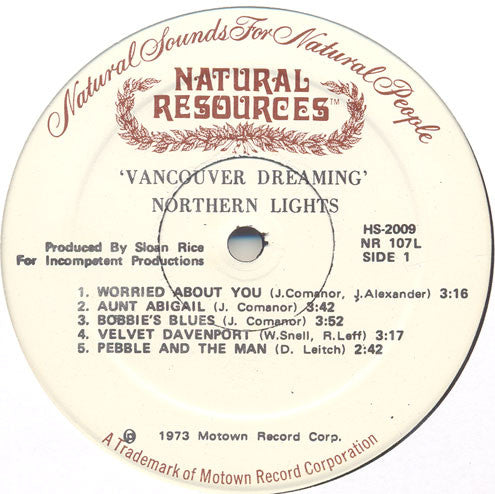 Natural Sounds For Natural People
NATURAL
RESOURCES™
'VANCOUVER DREAMING'
NORTHERN LIGHTS
HS-2009
NR 107L
SIDE 1
Produced By Sloan Rice
For Incompetent Productions
1. WORRIED ABOUT YOU (J.Comanor, J.Alexander) 3:16
2. AUNT ABIGAIL (J. Comanor) 3:42
3. BOBBIE'S BLUES (J. Comanor) 3:52
4. VELVET DAVENPORT (W.Snell, R.Leff) 3:17
5. PEBBLE AND THE MAN (D. Leitch) 2:42
℗ 1973 Motown Record Corp.
A Trademark of Motown Record Corporation